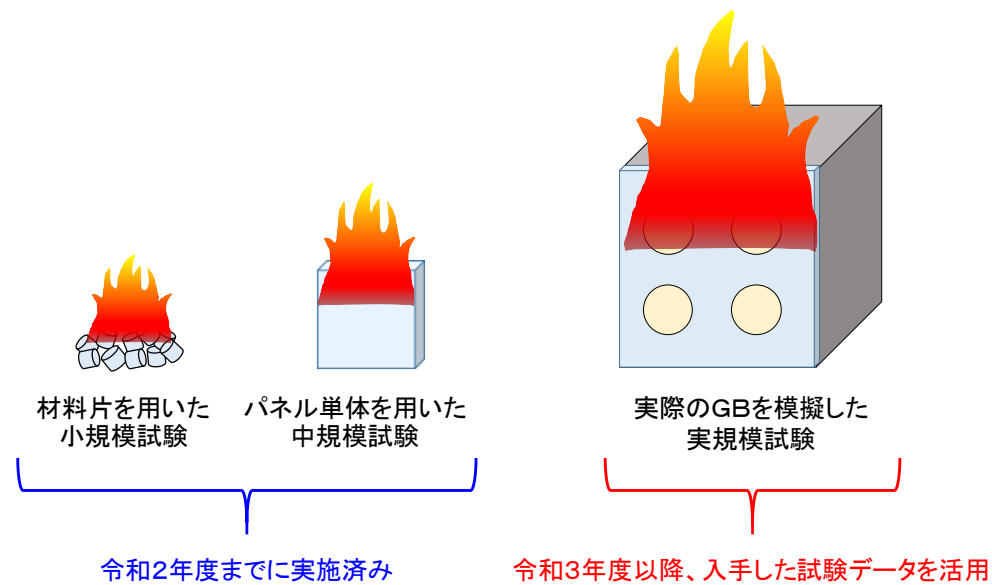 材料片を用いた
小規模試験
パネル単体を用いた
中規模試験
実際のGBを模擬した
実規模試験
令和2年度までに実施済み
令和3年度以降、入手した試験データを活用